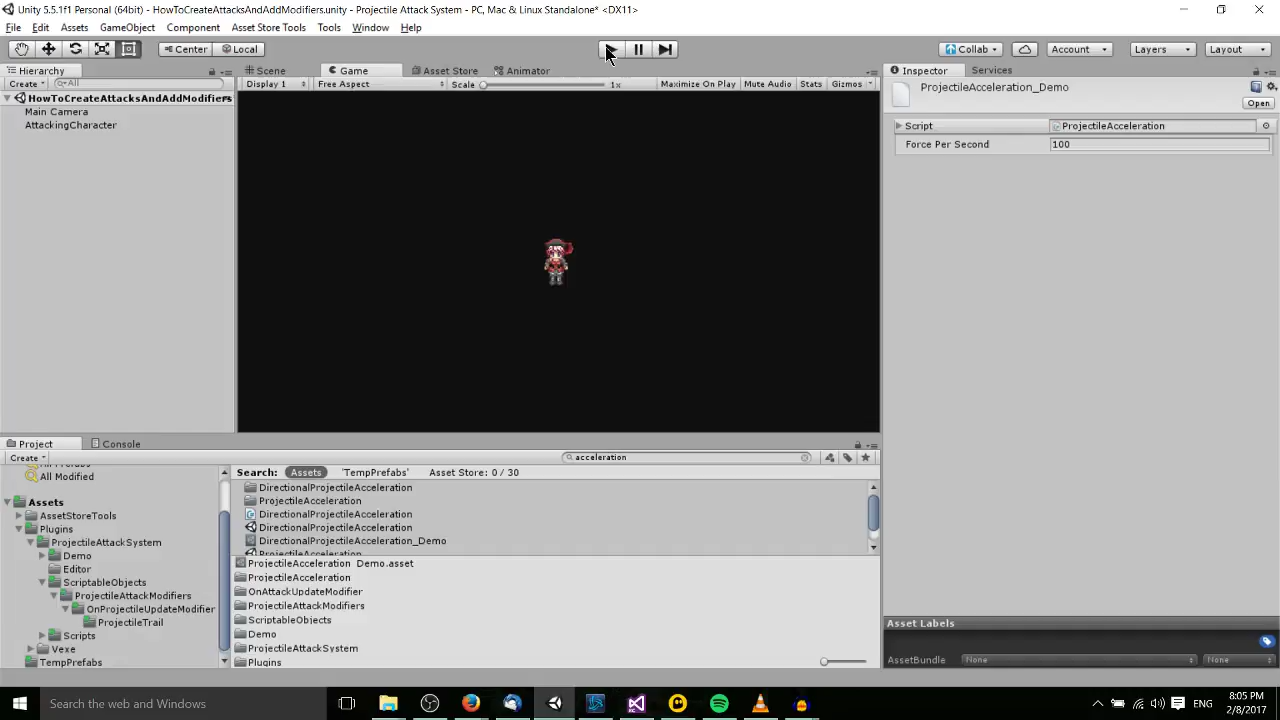 Unity 5.5.1f1 Personal (64bit) - HowToCreateAttacksAndAddModifiers.unity - Projectile Attack System - PC, Mac & Linux Standalone* <DX11>
File Edit Assets GameObject Component Asset Store Tools Tools Window Help
Center Local Collab Account Layers Layout
Hierarchy Scene Game Asset Store Animator Inspector Services
Create All Display 1 Free Aspect Scale 1x Maximize On Play Mute Audio Stats Gizmos ProjectileAcceleration_Demo
HowToCreateAttacksAndAddModifiers Open
Main Camera
AttackingCharacter Script ProjectileAcceleration
Force Per Second 100
Project Console
Create acceleration
Search: Assets 'TempPrefabs' Asset Store: 0 / 30
All Modified
DirectionalProjectileAcceleration
Assets ProjectileAcceleration
AssetStoreTools DirectionalProjectileAcceleration
Plugins DirectionalProjectileAcceleration
ProjectileAttackSystem DirectionalProjectileAcceleration_Demo
Demo ProjectileAcceleration
Editor ProjectileAcceleration Demo.asset
ScriptableObjects ProjectileAcceleration
ProjectileAttackModifiers OnAttackUpdateModifier
OnProjectileUpdateModifier ProjectileAttackModifiers
ProjectileTrail ScriptableObjects Asset Labels
Scripts Demo
Vexe ProjectileAttackSystem
TempPrefabs Plugins AssetBundle None None
Search the web and Windows ENG 8:05 PM
2/8/2017